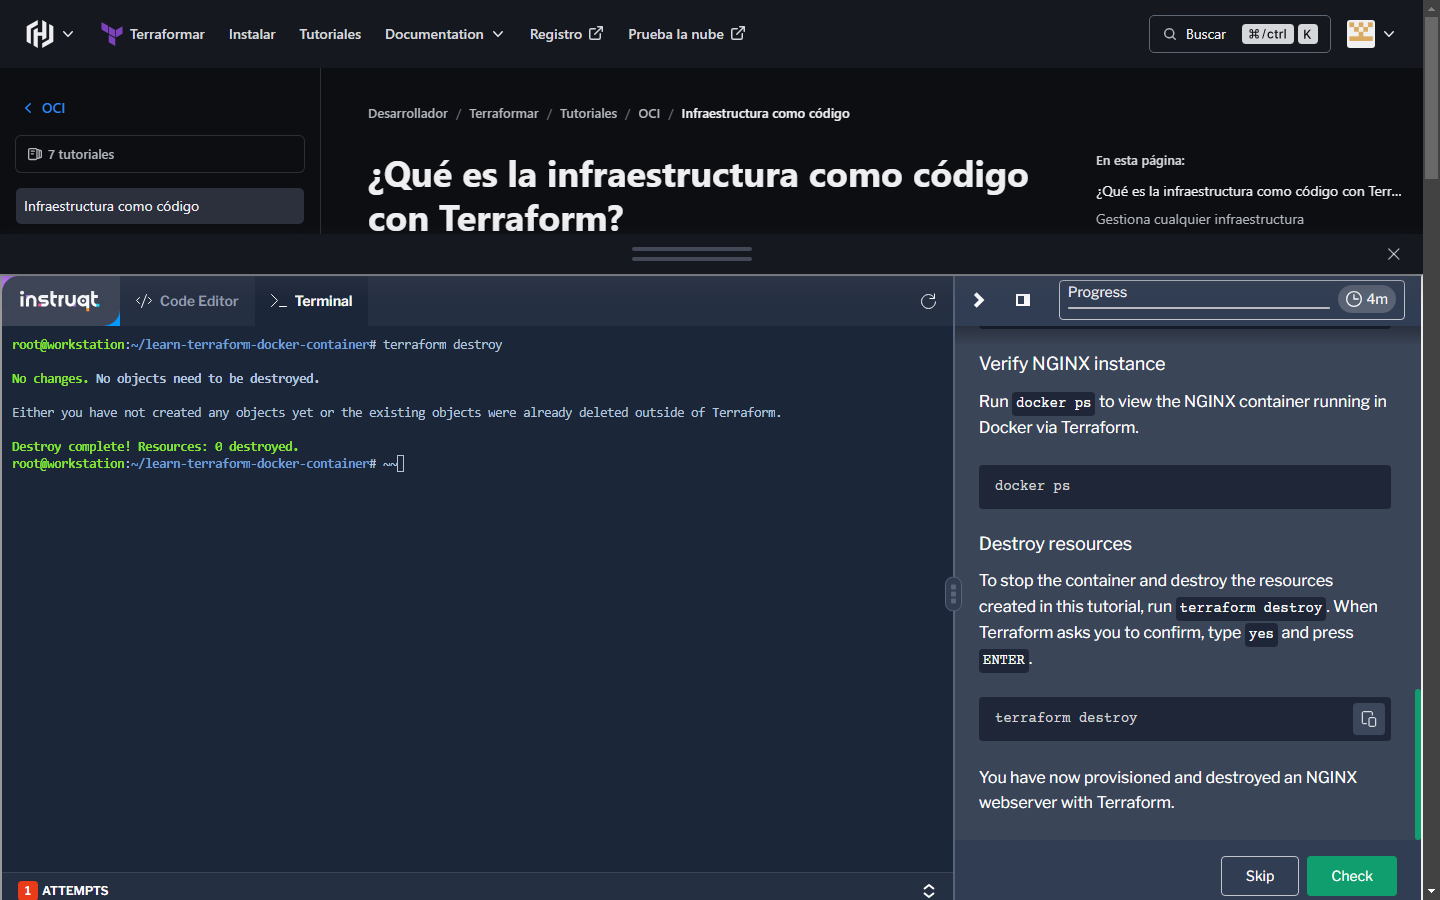 Terraformar
Instalar
Tutoriales
Documentation
Registro
Prueba la nube
Buscar
⌘/ctrl
K
OCI
7 tutoriales
Infraestructura como código
Desarrollador / Terraformar / Tutoriales / OCI / Infraestructura como código
¿Qué es la infraestructura como código
con Terraform?
En esta página:
¿Qué es la infraestructura como código con Terr...
Gestiona cualquier infraestructura
instruqt
</> Code Editor
>_ Terminal
root@workstation:~/learn-terraform-docker-container# terraform destroy
No changes. No objects need to be destroyed.
Either you have not created any objects yet or the existing objects were already deleted outside of Terraform.
Destroy complete! Resources: 0 destroyed.
root@workstation:~/learn-terraform-docker-container# ~~
1 ATTEMPTS
Progress
4m
Verify NGINX instance
Run docker ps to view the NGINX container running in
Docker via Terraform.
docker ps
Destroy resources
To stop the container and destroy the resources
created in this tutorial, run terraform destroy. When
Terraform asks you to confirm, type yes and press
ENTER.
terraform destroy
You have now provisioned and destroyed an NGINX
webserver with Terraform.
Skip
Check